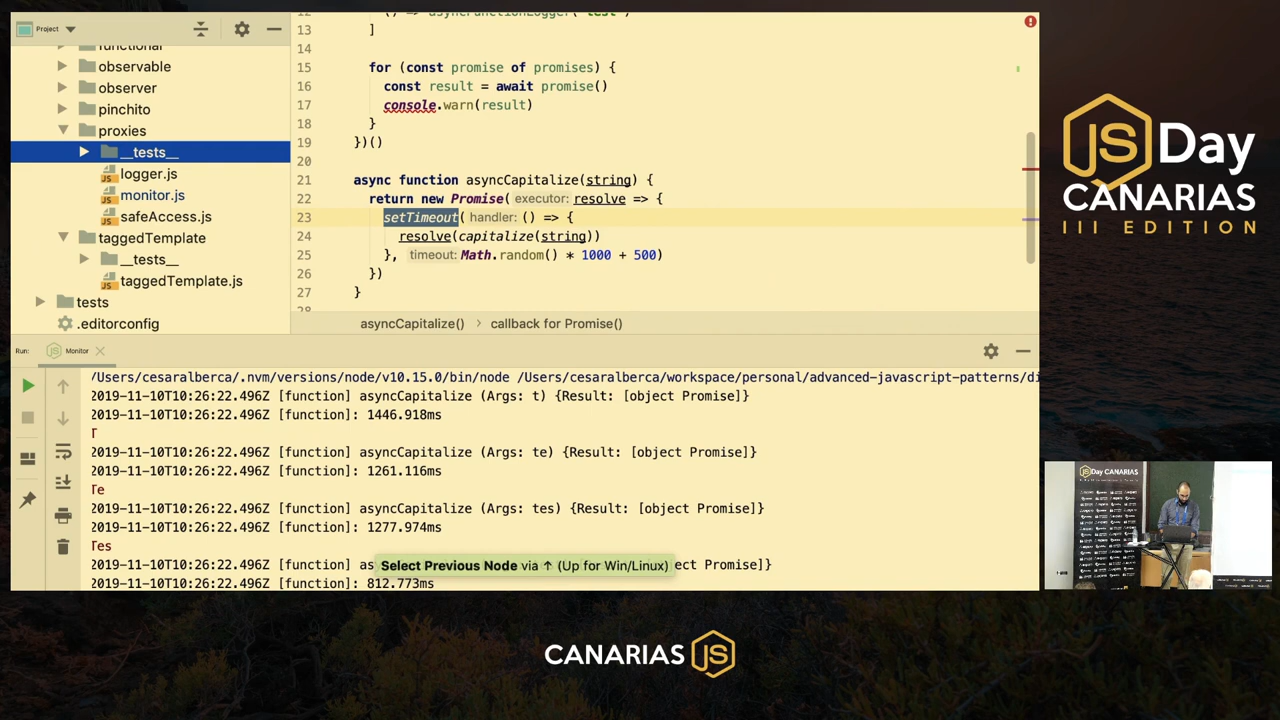 Project
functional
observable
observer
pinchito
proxies
__tests__
logger.js
monitor.js
safeAccess.js
taggedTemplate
__tests__
taggedTemplate.js
tests
.editorconfig
12 () => asyncFunctionLogger('test')
13 ]
14
15 for (const promise of promises) {
16 const result = await promise()
17 console.warn(result)
18 }
19 })()
20
21 async function asyncCapitalize(string) {
22 return new Promise( executor: resolve => {
23 setTimeout( handler: () => {
24 resolve(capitalize(string))
25 }, timeout: Math.random() * 1000 + 500)
26 })
27 }
28
asyncCapitalize() › callback for Promise()
Run: Monitor
/Users/cesaralberca/.nvm/versions/node/v10.15.0/bin/node /Users/cesaralberca/workspace/personal/advanced-javascript-patterns/di
2019-11-10T10:26:22.496Z [function] asyncCapitalize (Args: t) {Result: [object Promise]}
2019-11-10T10:26:22.496Z [function]: 1446.918ms
T
2019-11-10T10:26:22.496Z [function] asyncCapitalize (Args: te) {Result: [object Promise]}
2019-11-10T10:26:22.496Z [function]: 1261.116ms
Te
2019-11-10T10:26:22.496Z [function] asyncCapitalize (Args: tes) {Result: [object Promise]}
2019-11-10T10:26:22.496Z [function]: 1277.974ms
Tes
2019-11-10T10:26:22.496Z [function] as ect Promise]}
Select Previous Node via ↑ (Up for Win/Linux)
2019-11-10T10:26:22.496Z [function]: 812.773ms
JS Day
CANARIAS
III EDITION
JS Day CANARIAS
CANARIAS JS